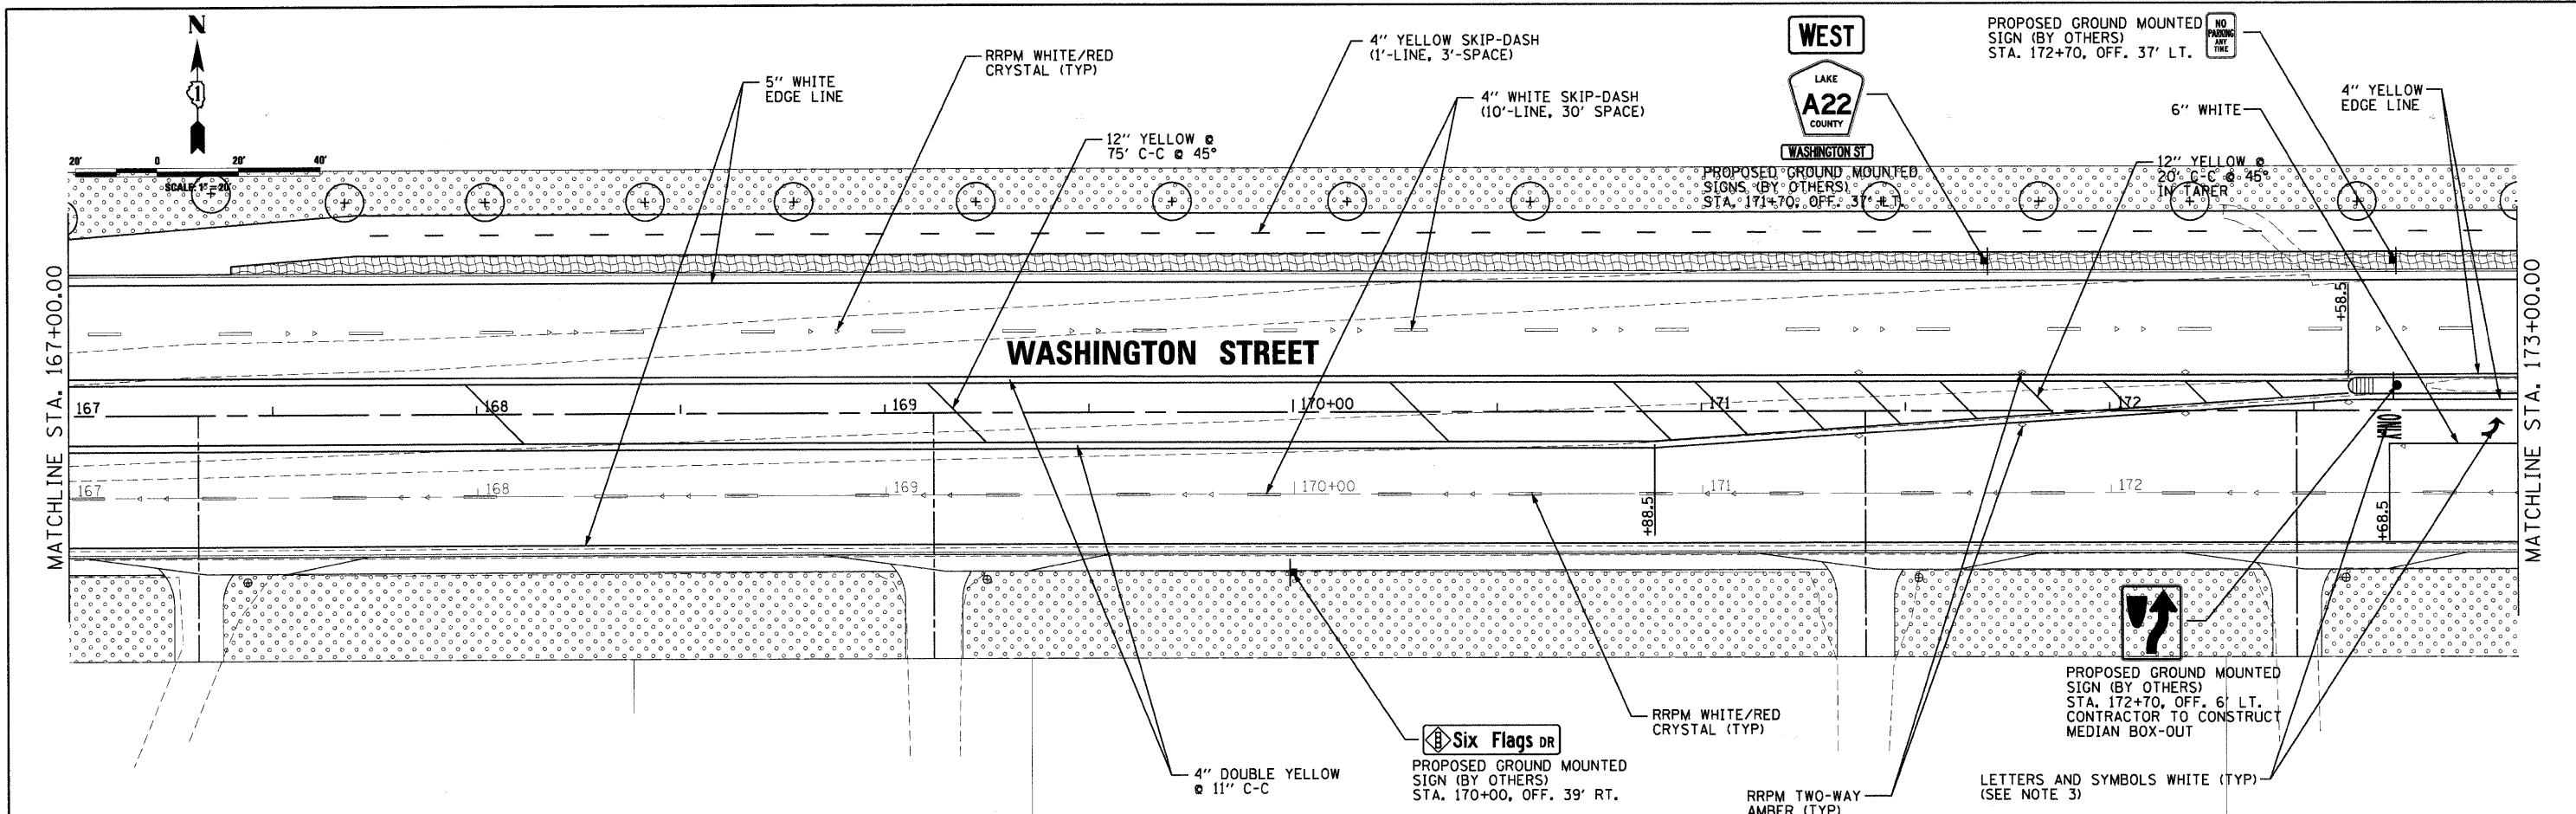 N
1
20' 0 20' 40'
SCALE: 1" = 20'
5" WHITE
EDGE LINE
RRPM WHITE/RED
CRYSTAL (TYP)
12" YELLOW @
75' C-C @ 45°
4" YELLOW SKIP-DASH
(1'-LINE, 3'-SPACE)
4" WHITE SKIP-DASH
(10'-LINE, 30' SPACE)
WEST
LAKE
A22
COUNTY
WASHINGTON ST
PROPOSED GROUND MOUNTED
SIGNS (BY OTHERS)
STA. 171+70, OFF. 37' LT.
PROPOSED GROUND MOUNTED
SIGN (BY OTHERS)
STA. 172+70, OFF. 37' LT.
NO
PARKING
ANY
TIME
6" WHITE
4" YELLOW
EDGE LINE
12" YELLOW @
20' C-C @ 45°
IN TAPER
MATCHLINE STA. 167+00.00
WASHINGTON STREET
+58.5
MATCHLINE STA. 173+00.00
167 168 169 170+00 171 172
ONLY
167 168 169 170+00 171 172
+88.5
+68.5
4" DOUBLE YELLOW
@ 11" C-C
Six Flags DR
PROPOSED GROUND MOUNTED
SIGN (BY OTHERS)
STA. 170+00, OFF. 39' RT.
RRPM WHITE/RED
CRYSTAL (TYP)
RRPM TWO-WAY
AMBER (TYP)
PROPOSED GROUND MOUNTED
SIGN (BY OTHERS)
STA. 172+70, OFF. 6' LT.
CONTRACTOR TO CONSTRUCT
MEDIAN BOX-OUT
LETTERS AND SYMBOLS WHITE (TYP)
(SEE NOTE 3)